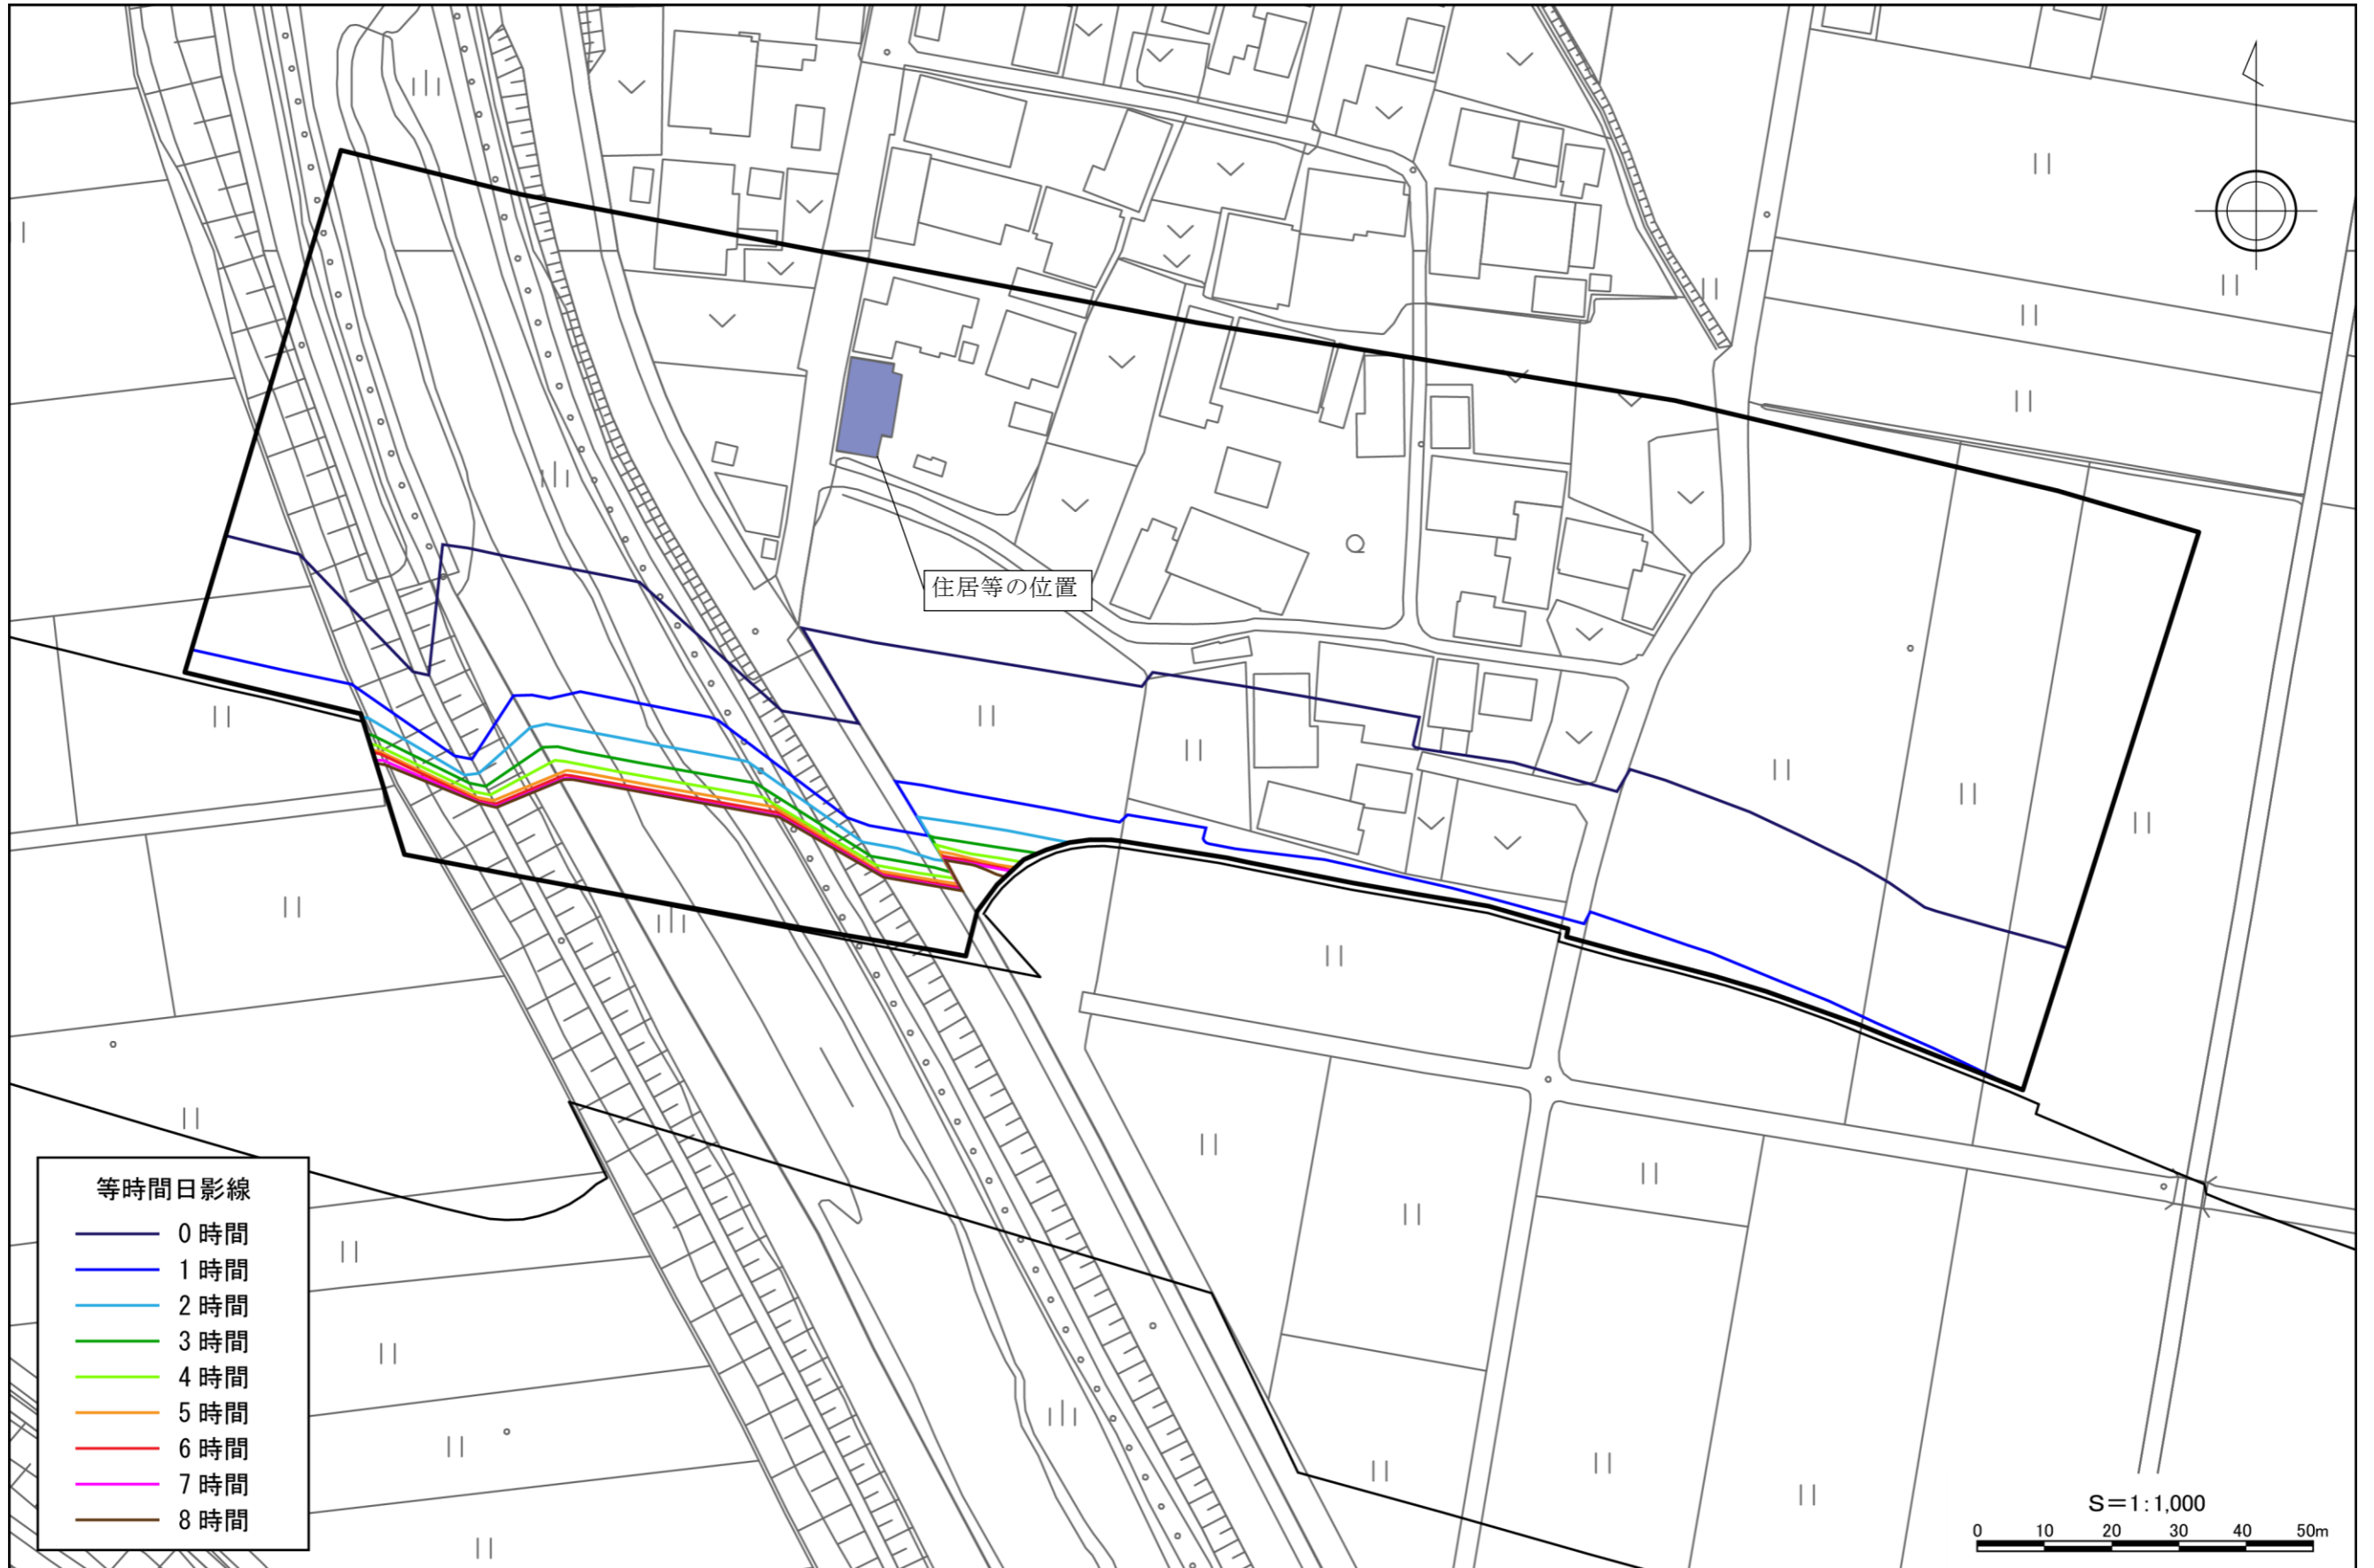 住居等の位置
等時間日影線
0 時間
1 時間
2 時間
3 時間
4 時間
5 時間
6 時間
7 時間
8 時間
S=1:1,000
0 10 20 30 40 50m